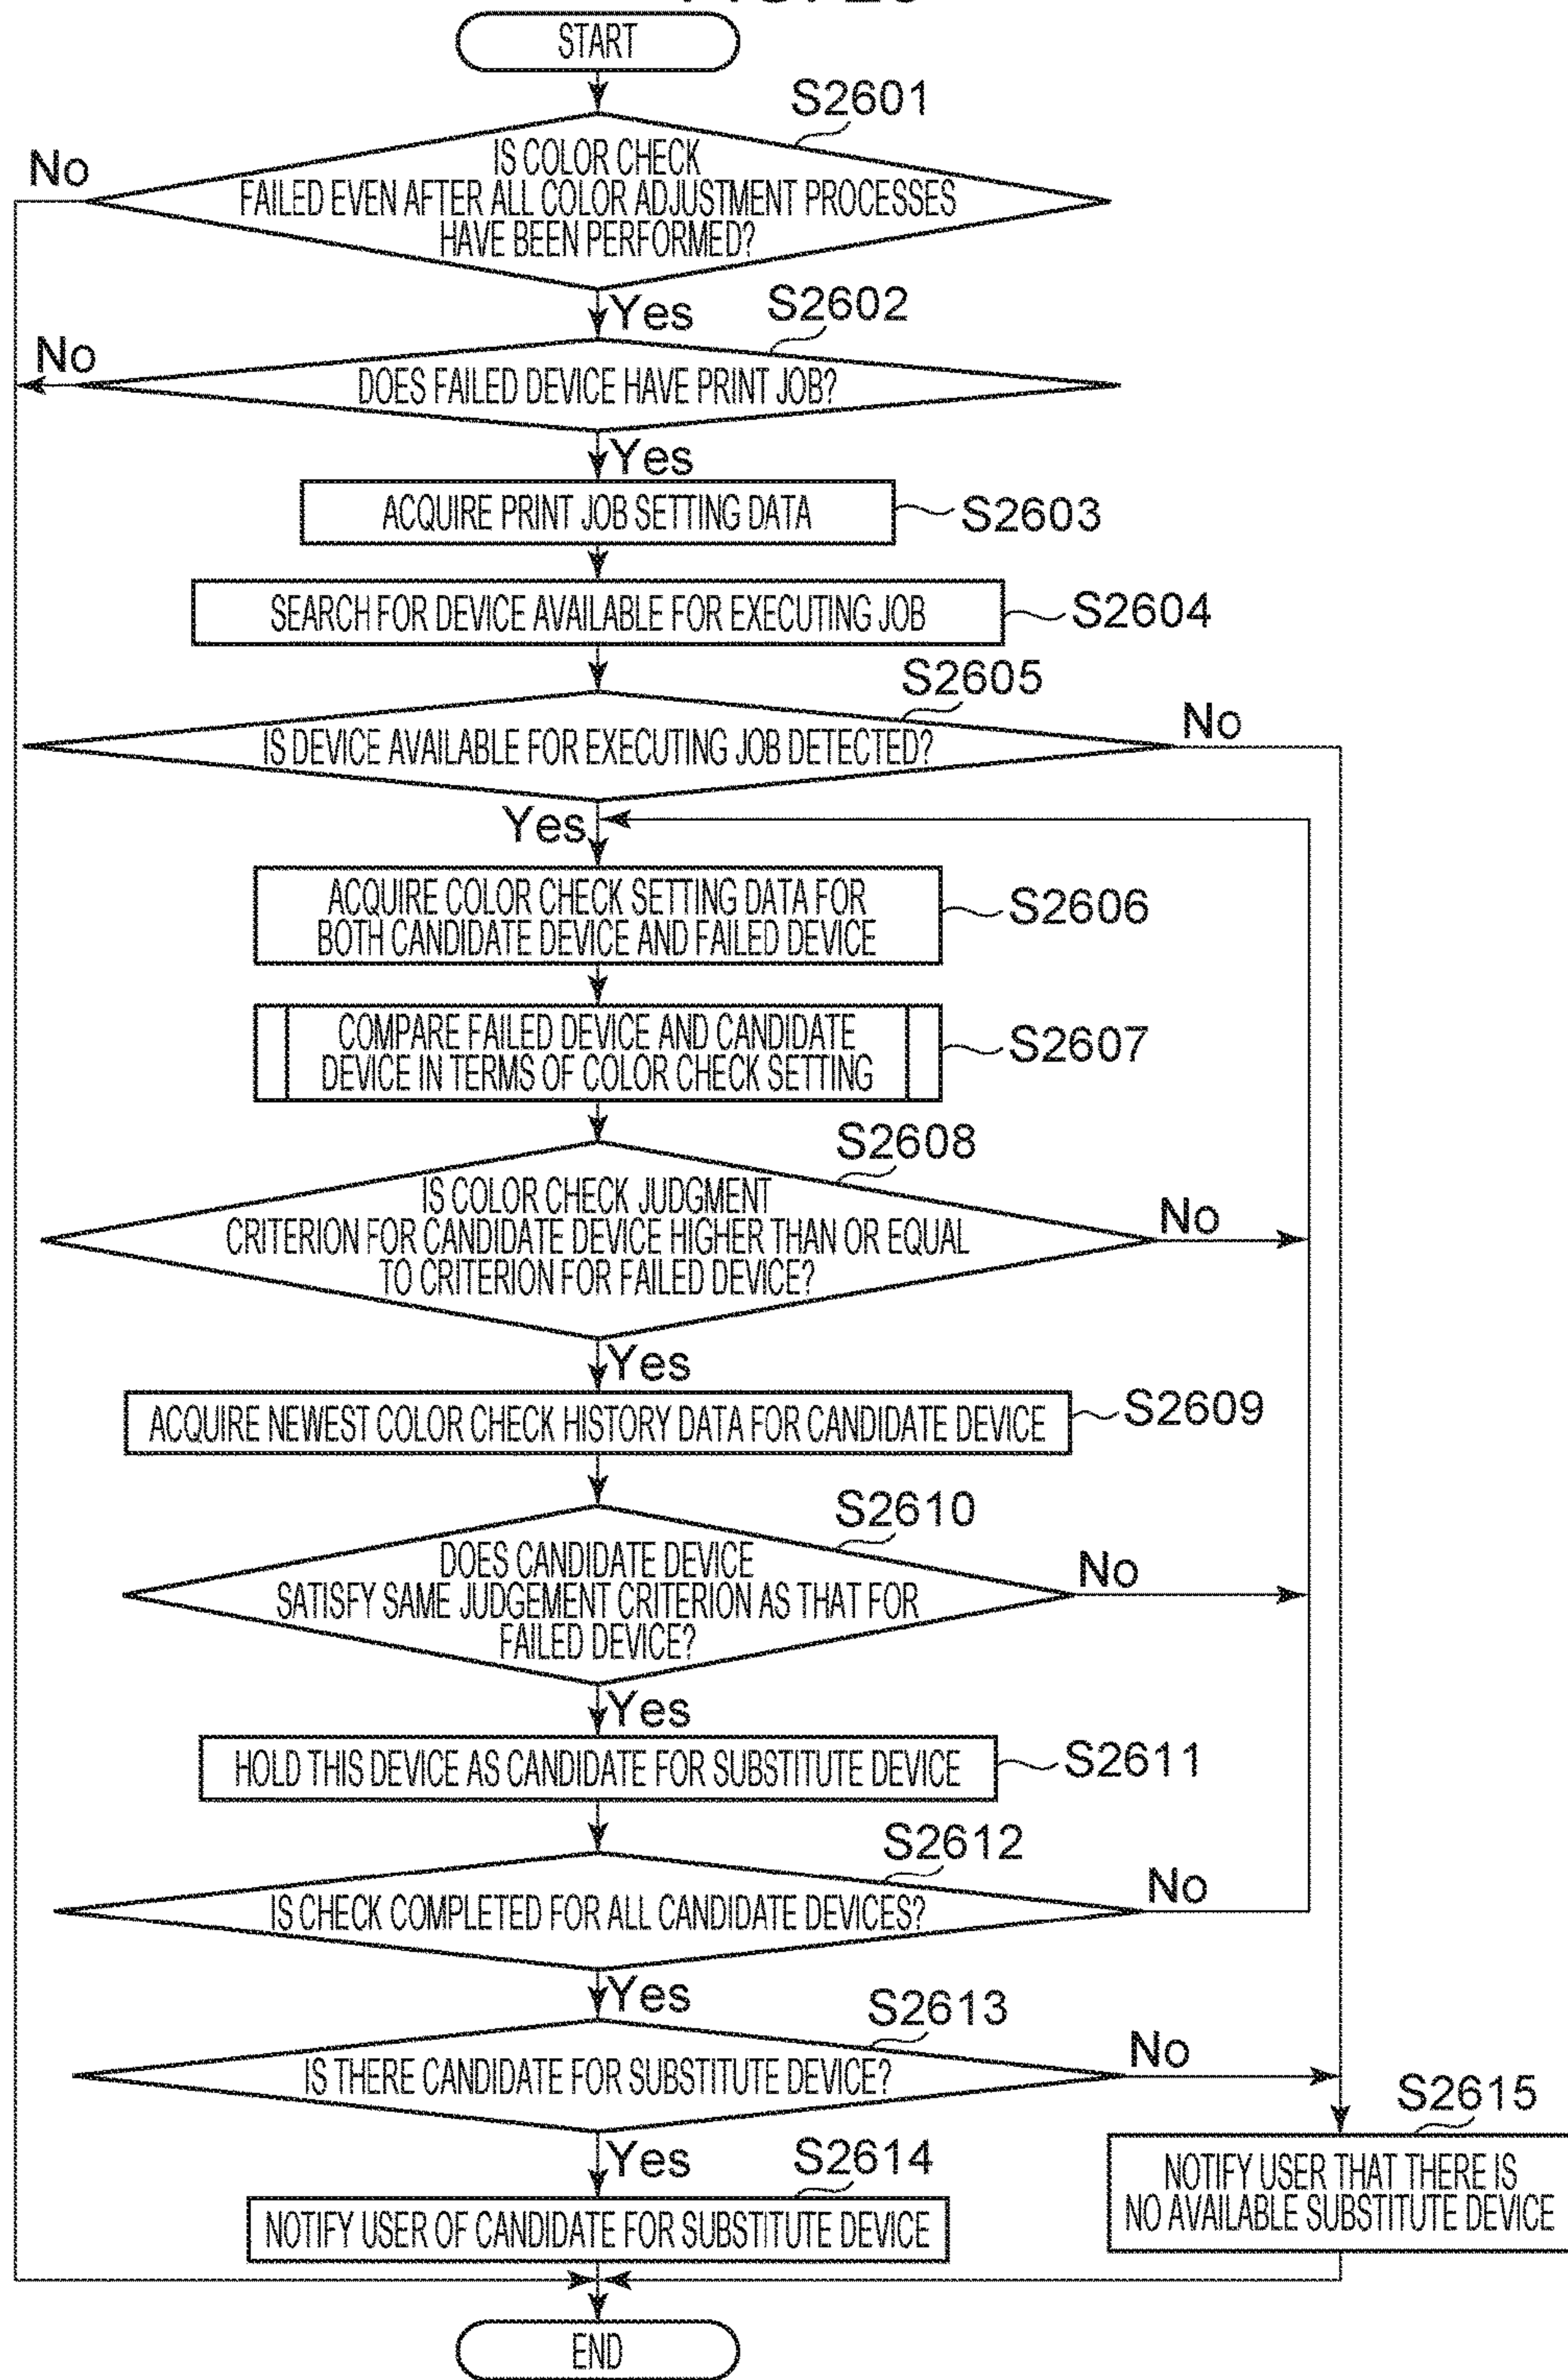 START
S2601
No
IS COLOR CHECK
FAILED EVEN AFTER ALL COLOR ADJUSTMENT PROCESSES
HAVE BEEN PERFORMED?
Yes
S2602
No
DOES FAILED DEVICE HAVE PRINT JOB?
Yes
ACQUIRE PRINT JOB SETTING DATA
S2603
SEARCH FOR DEVICE AVAILABLE FOR EXECUTING JOB
S2604
S2605
No
IS DEVICE AVAILABLE FOR EXECUTING JOB DETECTED?
Yes
ACQUIRE COLOR CHECK SETTING DATA FOR
BOTH CANDIDATE DEVICE AND FAILED DEVICE
S2606
COMPARE FAILED DEVICE AND CANDIDATE
DEVICE IN TERMS OF COLOR CHECK SETTING
S2607
S2608
IS COLOR CHECK JUDGMENT
CRITERION FOR CANDIDATE DEVICE HIGHER THAN OR EQUAL
TO CRITERION FOR FAILED DEVICE?
No
Yes
ACQUIRE NEWEST COLOR CHECK HISTORY DATA FOR CANDIDATE DEVICE
S2609
S2610
DOES CANDIDATE DEVICE
SATISFY SAME JUDGEMENT CRITERION AS THAT FOR
FAILED DEVICE?
No
Yes
HOLD THIS DEVICE AS CANDIDATE FOR SUBSTITUTE DEVICE
S2611
S2612
IS CHECK COMPLETED FOR ALL CANDIDATE DEVICES?
No
Yes
S2613
IS THERE CANDIDATE FOR SUBSTITUTE DEVICE?
No
Yes
S2614
NOTIFY USER OF CANDIDATE FOR SUBSTITUTE DEVICE
S2615
NOTIFY USER THAT THERE IS
NO AVAILABLE SUBSTITUTE DEVICE
END